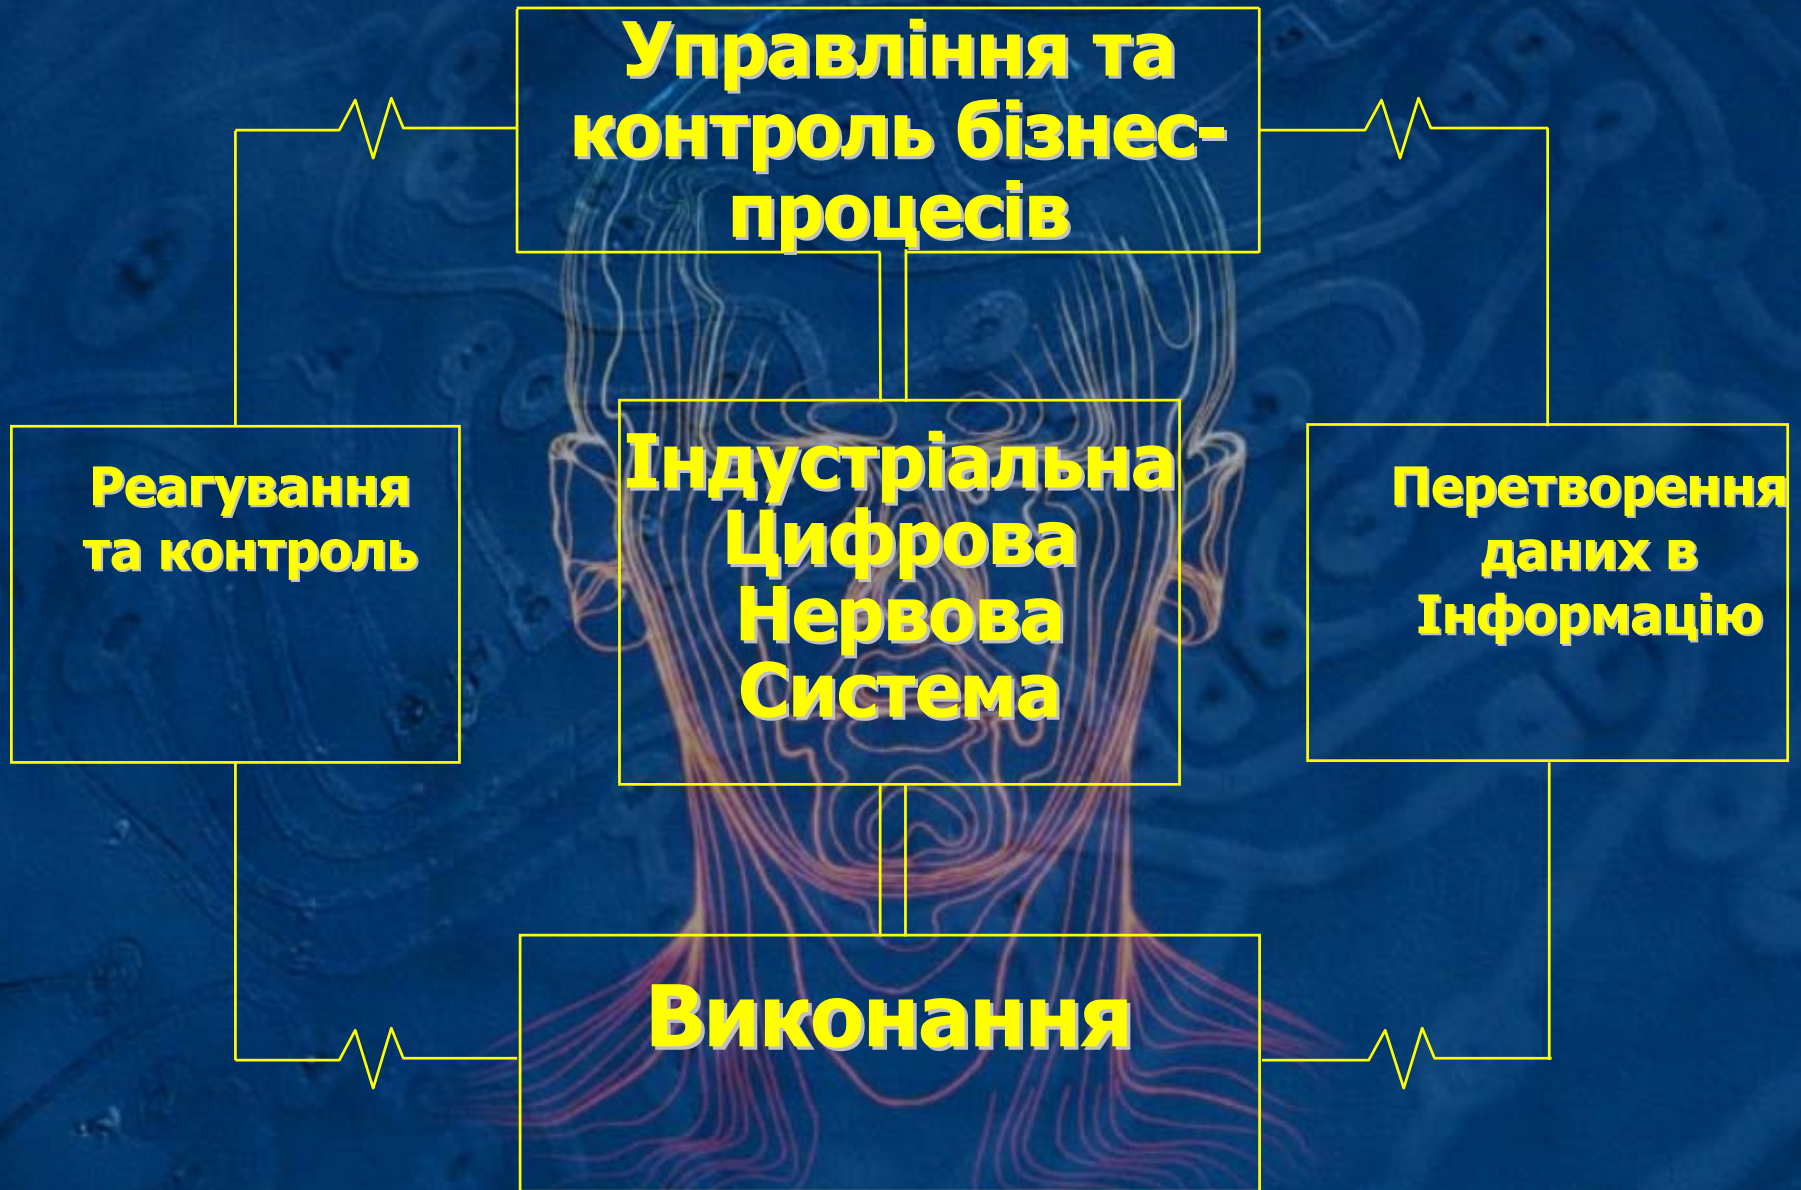 Управління та
контроль бізнес-
процесів
Реагування
та контроль
Індустріальна
Цифрова
Нервова
Система
Перетворення
даних в
Інформацію
Виконання